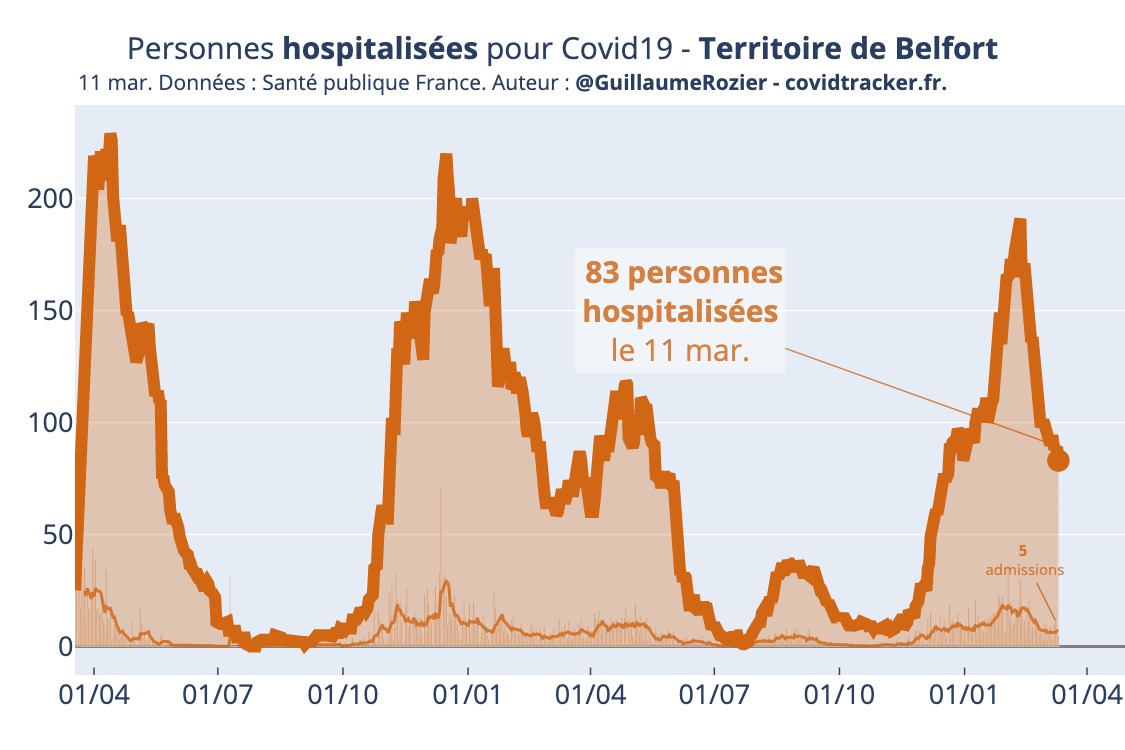 Personnes hospitalisées pour Covid19 - Territoire de Belfort
11 mar. Données : Santé publique France. Auteur : @GuillaumeRozier - covidtracker.fr.
200
150
100
50
0
83 personnes
hospitalisées
le 11 mar.
5
admissions
01/04
01/07
01/10
01/01
01/04
01/07
01/10
01/01
01/04